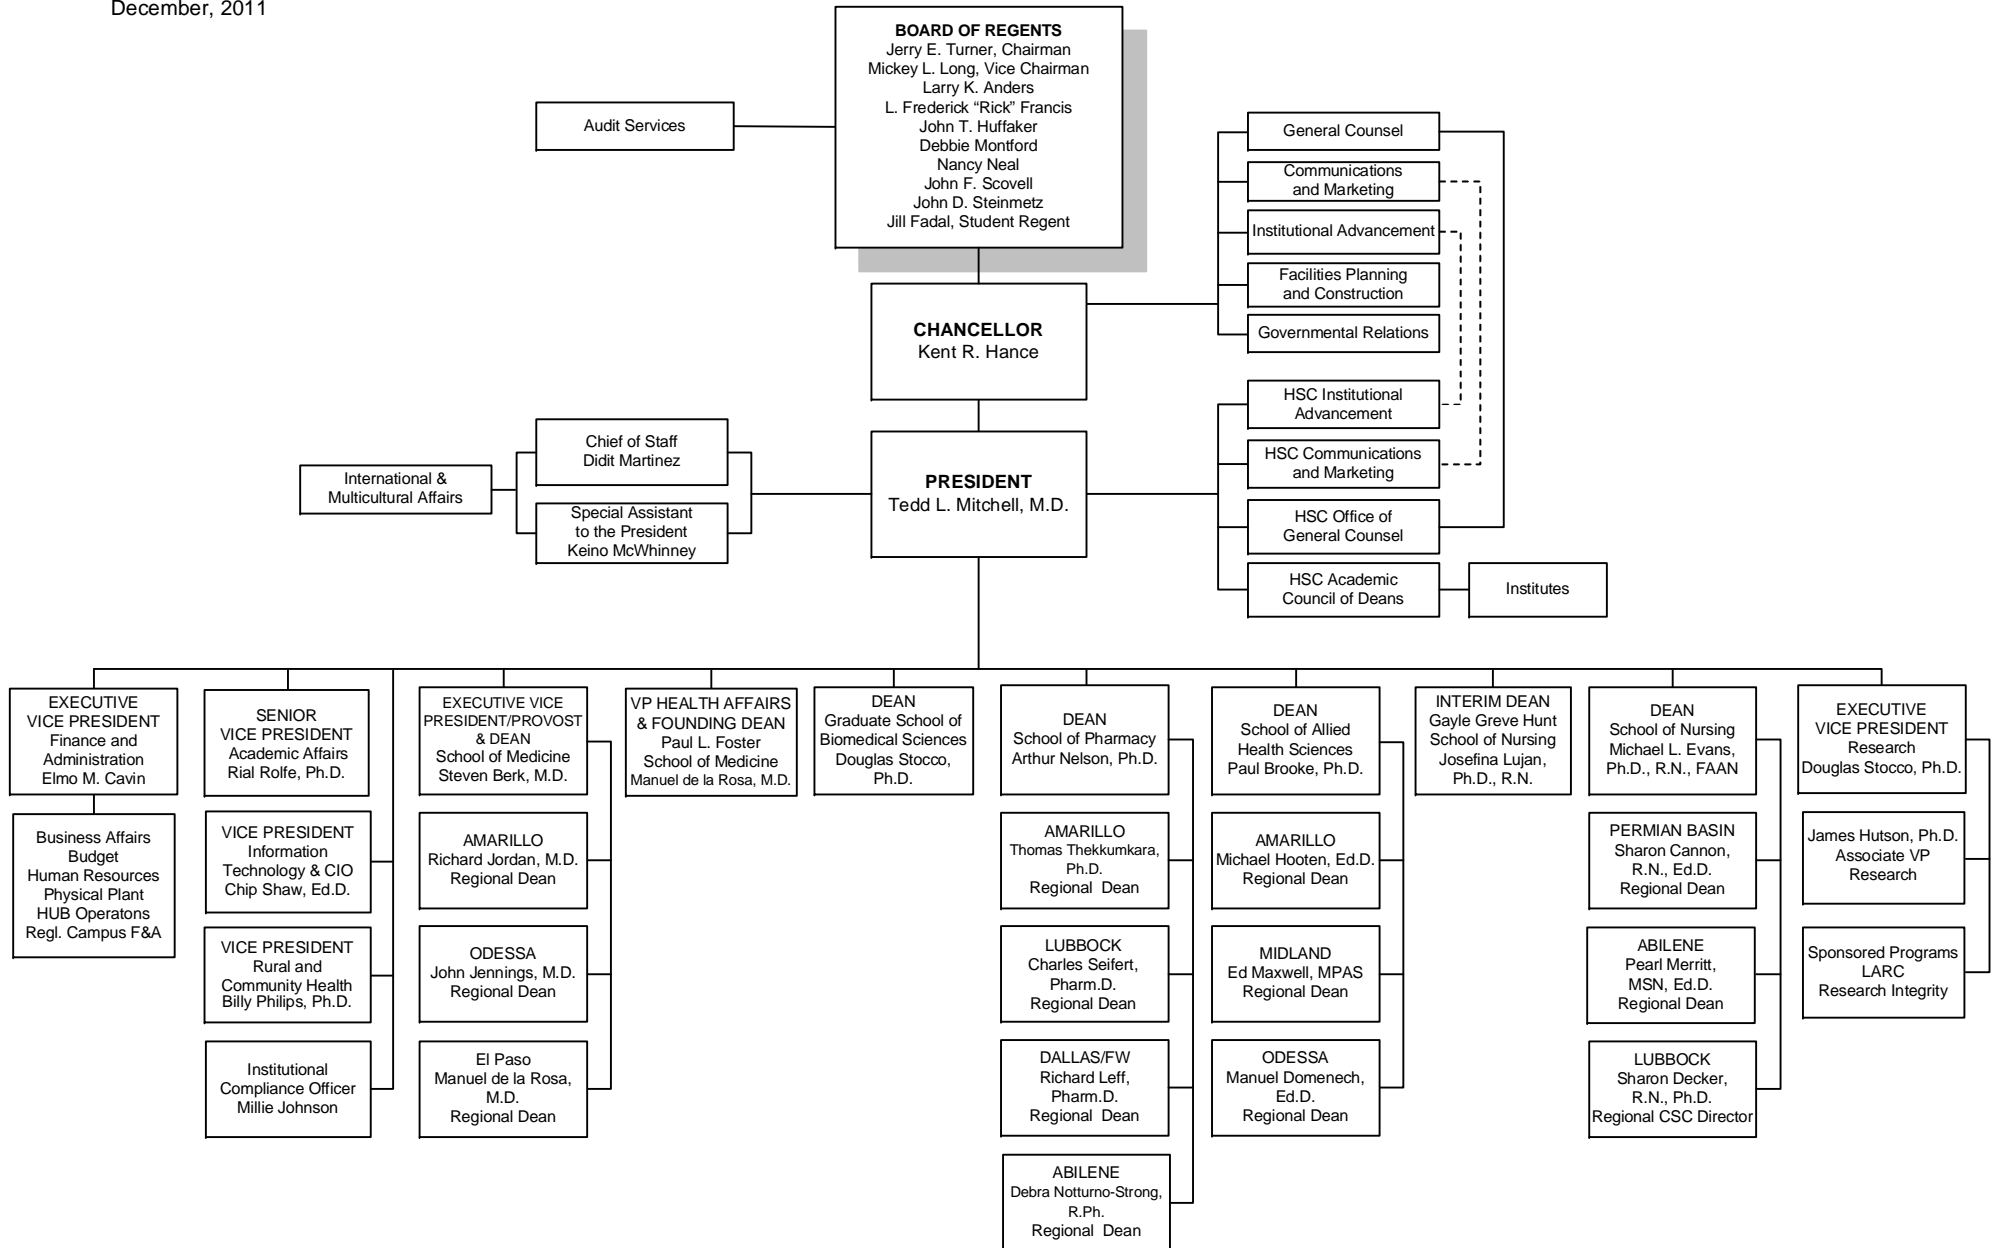 December, 2011
BOARD OF REGENTS
Jerry E. Turner, Chairman
Mickey L. Long, Vice Chairman
Larry K. Anders
L. Frederick “Rick” Francis
John T. Huffaker
Debbie Montford
Nancy Neal
John F. Scovell
John D. Steinmetz
Jill Fadal, Student Regent
Audit Services
CHANCELLOR
Kent R. Hance
General Counsel
Communications
and Marketing
Institutional Advancement
Facilities Planning
and Construction
Governmental Relations
PRESIDENT
Tedd L. Mitchell, M.D.
Chief of Staff
Didit Martinez
Special Assistant
to the President
Keino McWhinney
International &
Multicultural Affairs
HSC Institutional
Advancement
HSC Communications
and Marketing
HSC Office of
General Counsel
HSC Academic
Council of Deans
Institutes
EXECUTIVE
VICE PRESIDENT
Finance and
Administration
Elmo M. Cavin
Business Affairs
Budget
Human Resources
Physical Plant
HUB Operatons
Regl. Campus F&A
SENIOR
VICE PRESIDENT
Academic Affairs
Rial Rolfe, Ph.D.
VICE PRESIDENT
Information
Technology & CIO
Chip Shaw, Ed.D.
VICE PRESIDENT
Rural and
Community Health
Billy Philips, Ph.D.
Institutional
Compliance Officer
Millie Johnson
EXECUTIVE VICE
PRESIDENT/PROVOST
& DEAN
School of Medicine
Steven Berk, M.D.
AMARILLO
Richard Jordan, M.D.
Regional Dean
ODESSA
John Jennings, M.D.
Regional Dean
El Paso
Manuel de la Rosa,
M.D.
Regional Dean
VP HEALTH AFFAIRS
& FOUNDING DEAN
Paul L. Foster
School of Medicine
Manuel de la Rosa, M.D.
DEAN
Graduate School of
Biomedical Sciences
Douglas Stocco,
Ph.D.
DEAN
School of Pharmacy
Arthur Nelson, Ph.D.
AMARILLO
Thomas Thekkumkara,
Ph.D.
Regional Dean
LUBBOCK
Charles Seifert,
Pharm.D.
Regional Dean
DALLAS/FW
Richard Leff,
Pharm.D.
Regional Dean
ABILENE
Debra Notturno-Strong,
R.Ph.
Regional Dean
DEAN
School of Allied
Health Sciences
Paul Brooke, Ph.D.
AMARILLO
Michael Hooten, Ed.D.
Regional Dean
MIDLAND
Ed Maxwell, MPAS
Regional Dean
ODESSA
Manuel Domenech,
Ed.D.
Regional Dean
INTERIM DEAN
Gayle Greve Hunt
School of Nursing
Josefina Lujan,
Ph.D., R.N.
DEAN
School of Nursing
Michael L. Evans,
Ph.D., R.N., FAAN
PERMIAN BASIN
Sharon Cannon,
R.N., Ed.D.
Regional Dean
ABILENE
Pearl Merritt,
MSN, Ed.D.
Regional Dean
LUBBOCK
Sharon Decker,
R.N., Ph.D.
Regional CSC Director
EXECUTIVE
VICE PRESIDENT
Research
Douglas Stocco, Ph.D.
James Hutson, Ph.D.
Associate VP
Research
Sponsored Programs
LARC
Research Integrity